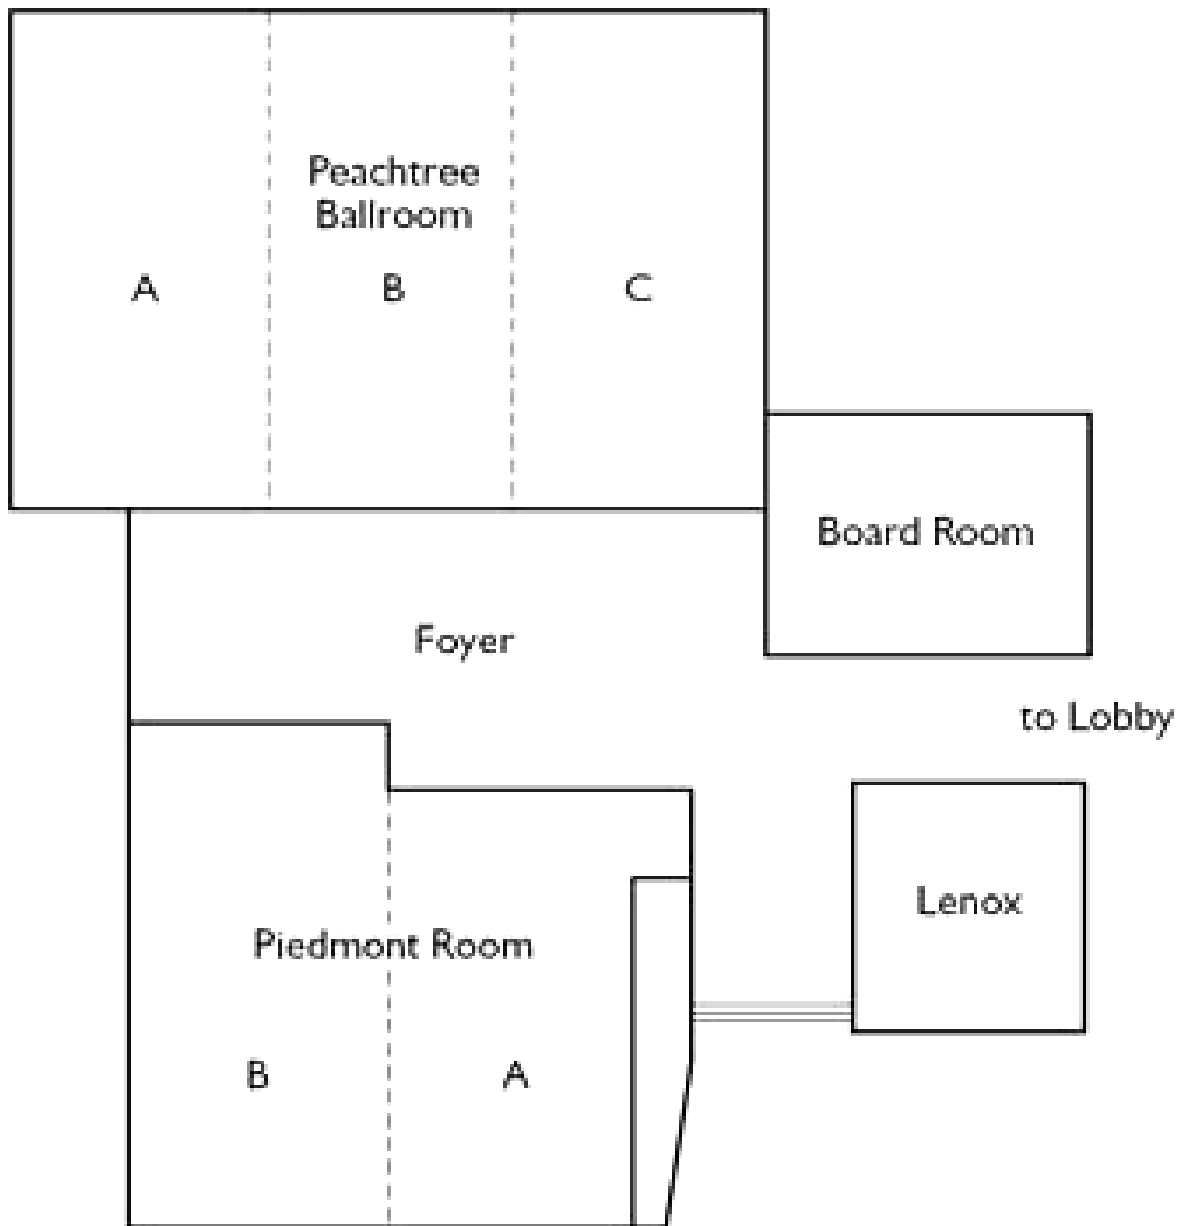 Peachtree
Ballroom
A
B
C
Board Room
Foyer
to Lobby
Lenox
Piedmont Room
B
A